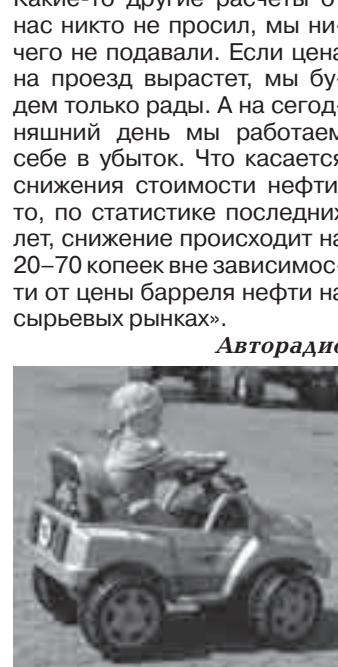 Какие-то другие расчеты о
нас никто не просил, мы ни-
чего не подавали. Если цена
на проезд вырастет, мы бу-
дем только рады. А на сегод-
няшний день мы работаем
себе в убыток. Что касается
снижения стоимости нефти
то, по статистике последних
лет, снижение происходит на
20–70 копеек вне зависимос-
ти от цены барреля нефти на
сырьевых рынках».
Авторадио